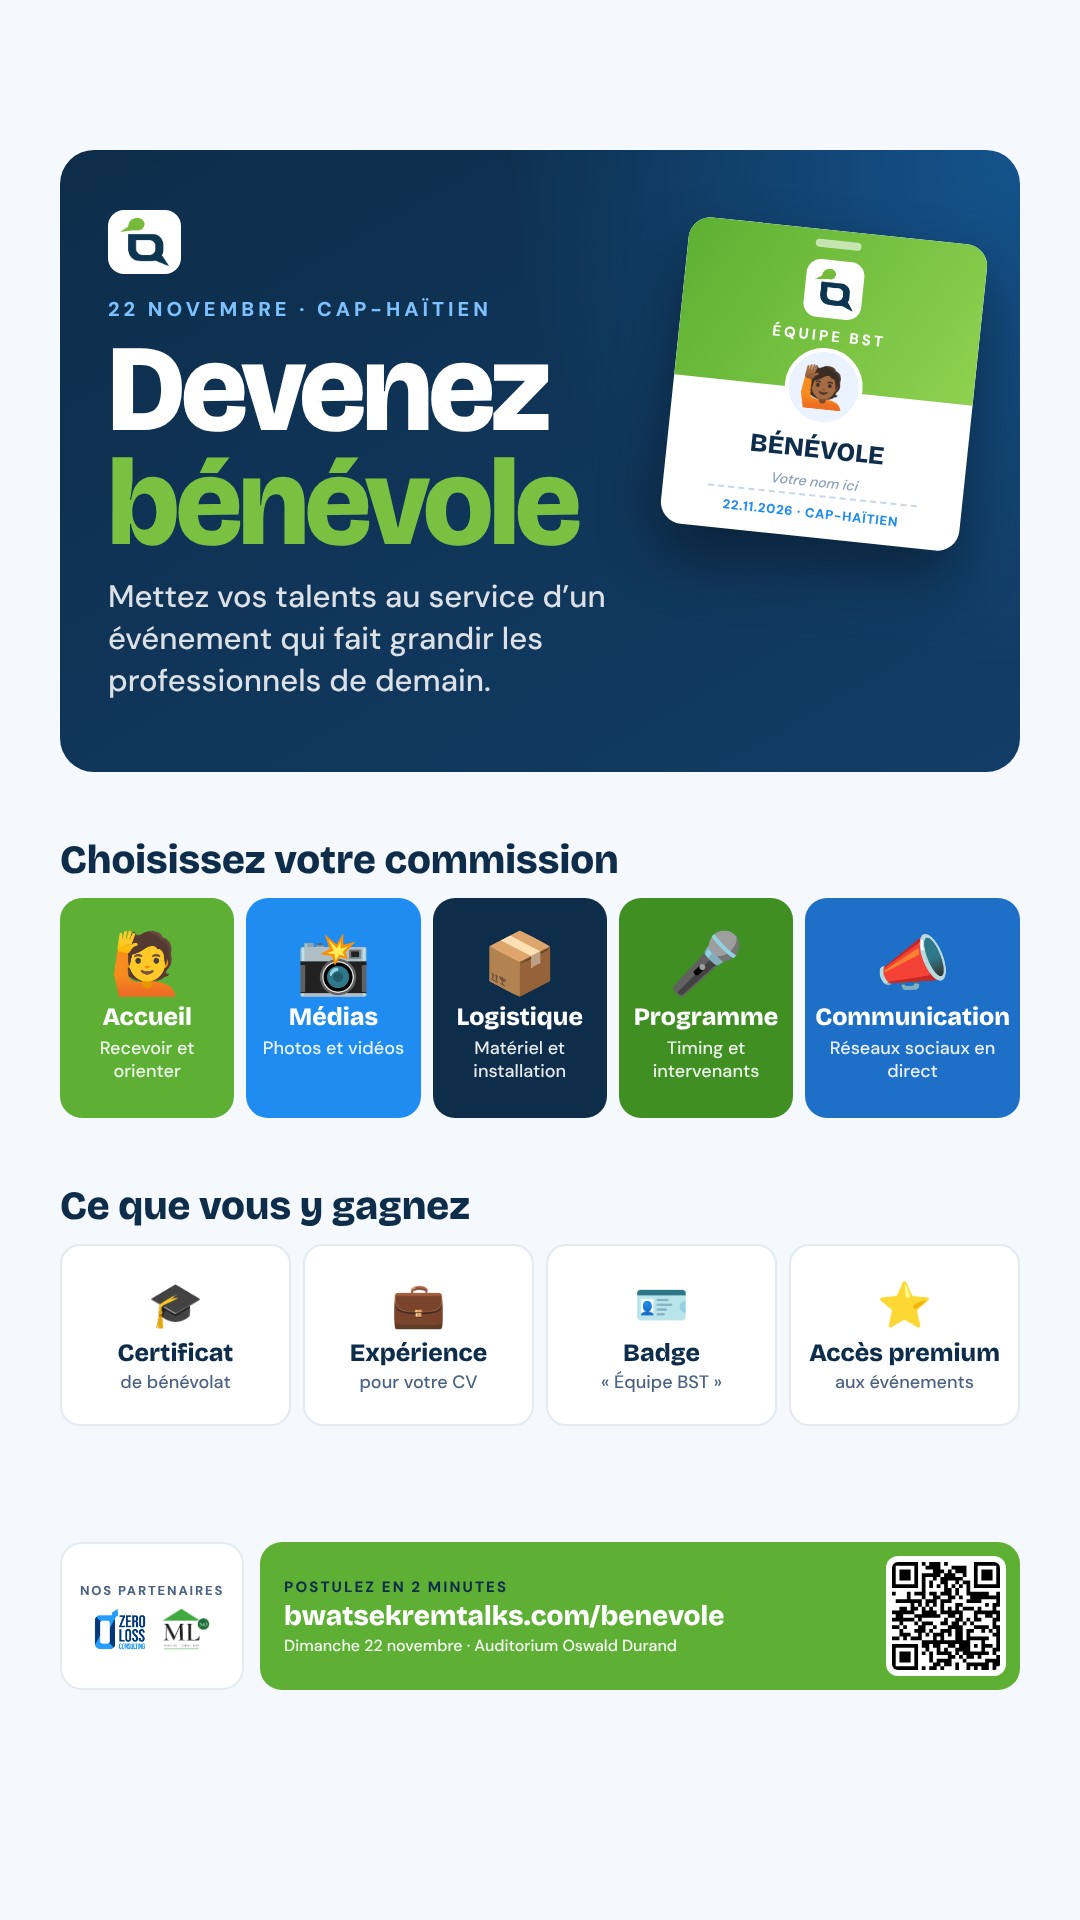 22 NOVEMBRE · CAP-HAÏTIEN
Devenez
bénévole
Mettez vos talents au service d’un
événement qui fait grandir les
professionnels de demain.
ÉQUIPE BST
BÉNÉVOLE
Votre nom ici
22.11.2026 · CAP-HAÏTIEN
Choisissez votre commission
Accueil
Recevoir et
orienter
Médias
Photos et vidéos
Logistique
Matériel et
installation
Programme
Timing et
intervenants
Communication
Réseaux sociaux en
direct
Ce que vous y gagnez
Certificat
de bénévolat
Expérience
pour votre CV
Badge
« Équipe BST »
Accès premium
aux événements
NOS PARTENAIRES
ZERO
LOSS
CONSULTING
ML
POSTULEZ EN 2 MINUTES
bwatsekremtalks.com/benevole
Dimanche 22 novembre · Auditorium Oswald Durand